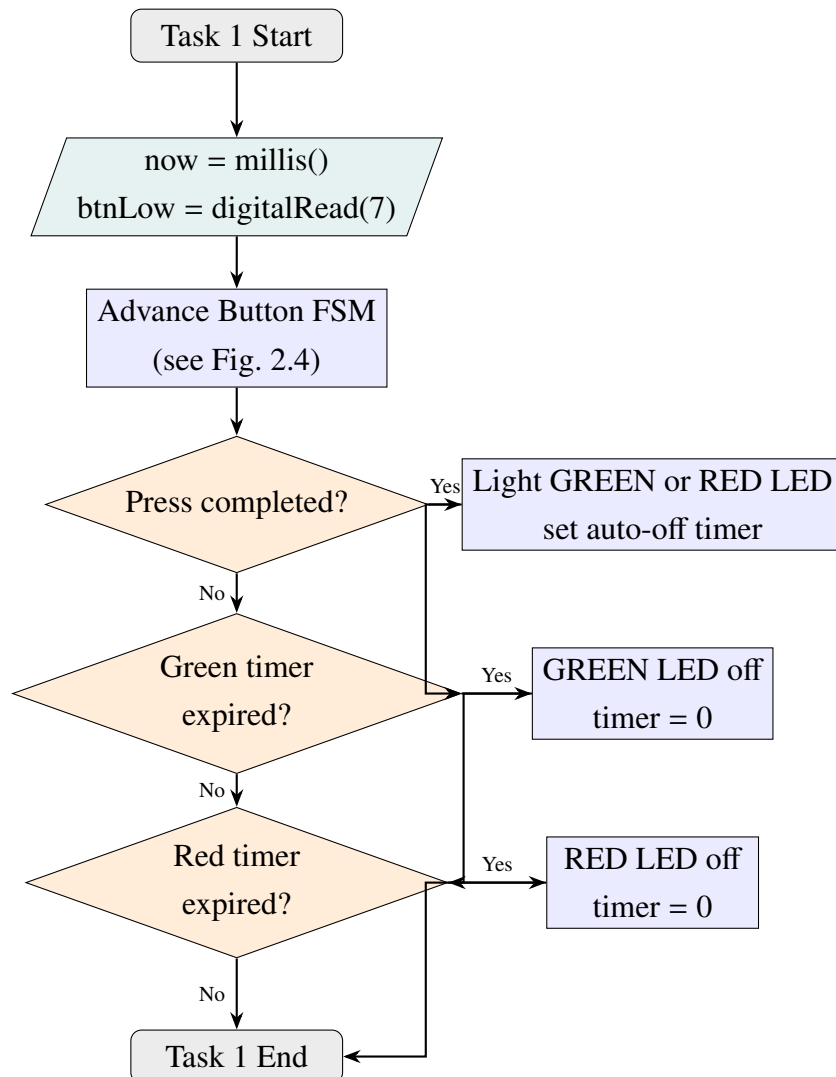 Task 1 Start
now = millis()
btnLow = digitalRead(7)
Advance Button FSM
(see Fig. 2.4)
Press completed?
Yes
Light GREEN or RED LED
set auto-off timer
No
Green timer
expired?
Yes
GREEN LED off
timer = 0
No
Red timer
expired?
Yes
RED LED off
timer = 0
No
Task 1 End